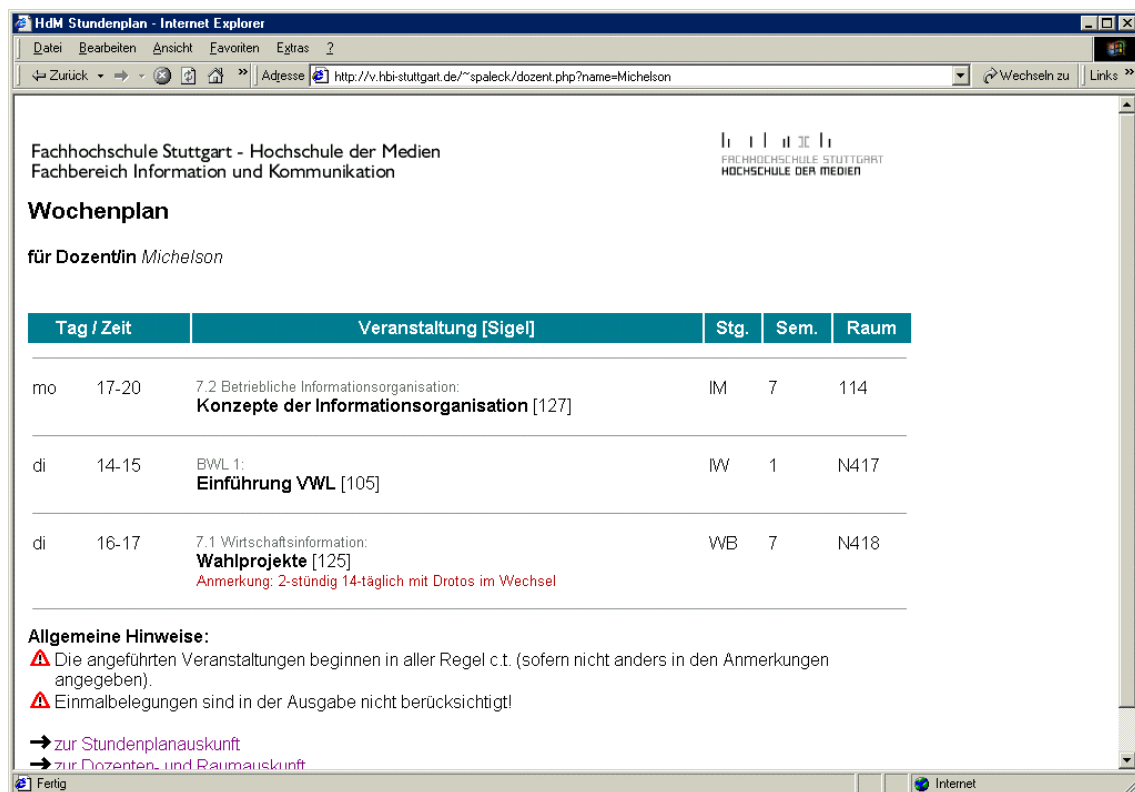 HdM Stundenplan - Internet Explorer
Datei Bearbeiten Ansicht Favoriten Extras ?
Zurück » Adresse http://v.hbi-stuttgart.de/~spaleck/dozent.php?name=Michelson Wechseln zu Links »
Fachhochschule Stuttgart - Hochschule der Medien
Fachbereich Information und Kommunikation
FACHHOCHSCHULE STUTTGART
HOCHSCHULE DER MEDIEN
Wochenplan
für Dozent/in Michelson
Tag / Zeit Veranstaltung [Sigel] Stg. Sem. Raum
7.2 Betriebliche Informationsorganisation:
mo 17-20 Konzepte der Informationsorganisation [127] IM 7 114
BWL 1:
di 14-15 Einführung VWL [105] IW 1 N417
7.1 Wirtschaftsinformation:
di 16-17 Wahlprojekte [125] WB 7 N418
Anmerkung: 2-stündig 14-täglich mit Drotos im Wechsel
Allgemeine Hinweise:
Die angeführten Veranstaltungen beginnen in aller Regel c.t. (sofern nicht anders in den Anmerkungen
angegeben).
Einmalbelegungen sind in der Ausgabe nicht berücksichtigt!
zur Stundenplanauskunft
zur Dozenten- und Raumauskunft
Fertig Internet